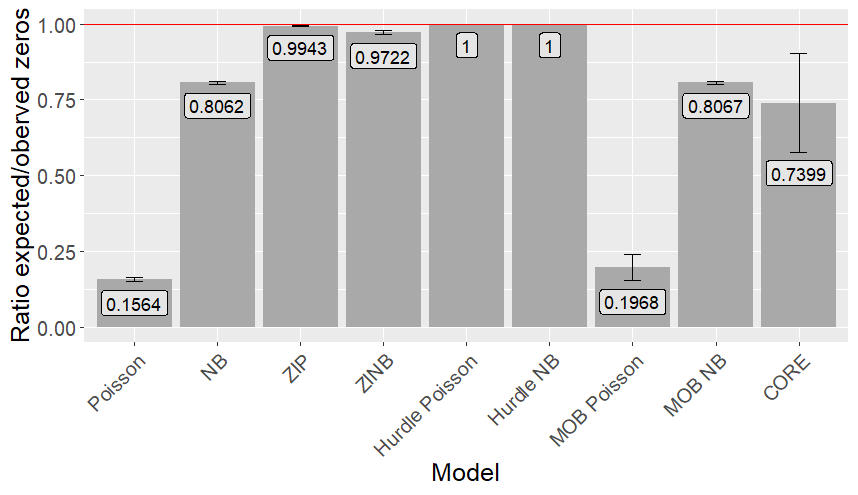 Ratio expected/oberved zeros
1.00
0.75
0.50
0.25
0.00
0.1564
0.8062
0.9943
0.9722
1
1
0.1968
0.8067
0.7399
Poisson
NB
ZIP
ZINB
Hurdle Poisson
Hurdle NB
MOB Poisson
MOB NB
CORE
Model